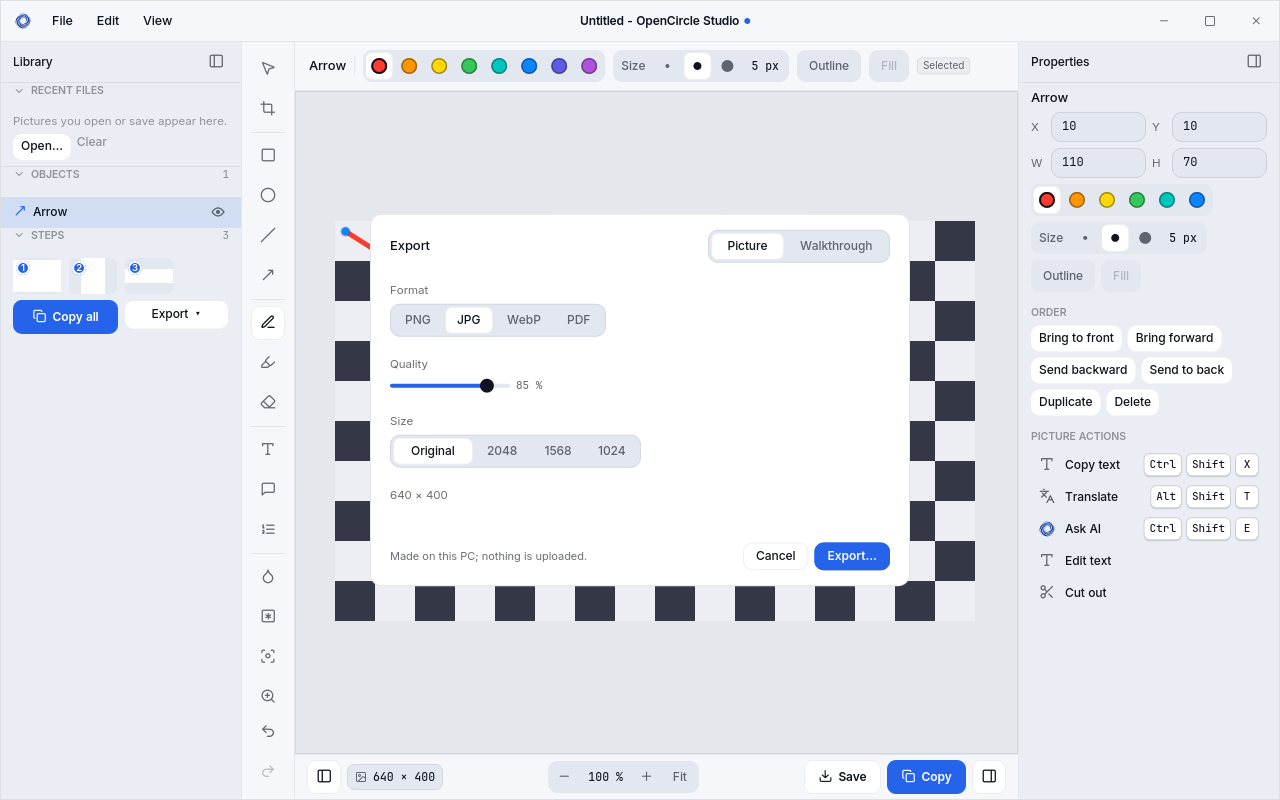 File Edit View
Untitled - OpenCircle Studio
Library
RECENT FILES
Pictures you open or save appear here.
Open... Clear
OBJECTS 1
Arrow
STEPS 3
1 2 3
Copy all Export
Arrow Size 5 px Outline Fill Selected
Export Picture Walkthrough
Format
PNG JPG WebP PDF
Quality
85 %
Size
Original 2048 1568 1024
640 × 400
Made on this PC; nothing is uploaded. Cancel Export...
640 × 400 − 100 % + Fit Save Copy
Properties
Arrow
X 10 Y 10
W 110 H 70
Size 5 px
Outline Fill
ORDER
Bring to front Bring forward
Send backward Send to back
Duplicate Delete
PICTURE ACTIONS
Copy text Ctrl Shift X
Translate Alt Shift T
Ask AI Ctrl Shift E
Edit text
Cut out